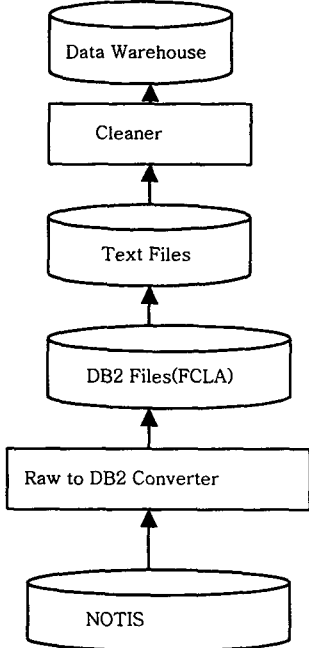 Data Warehouse
Cleaner
Text Files
DB2 Files(FCLA)
Raw to DB2 Converter
NOTIS